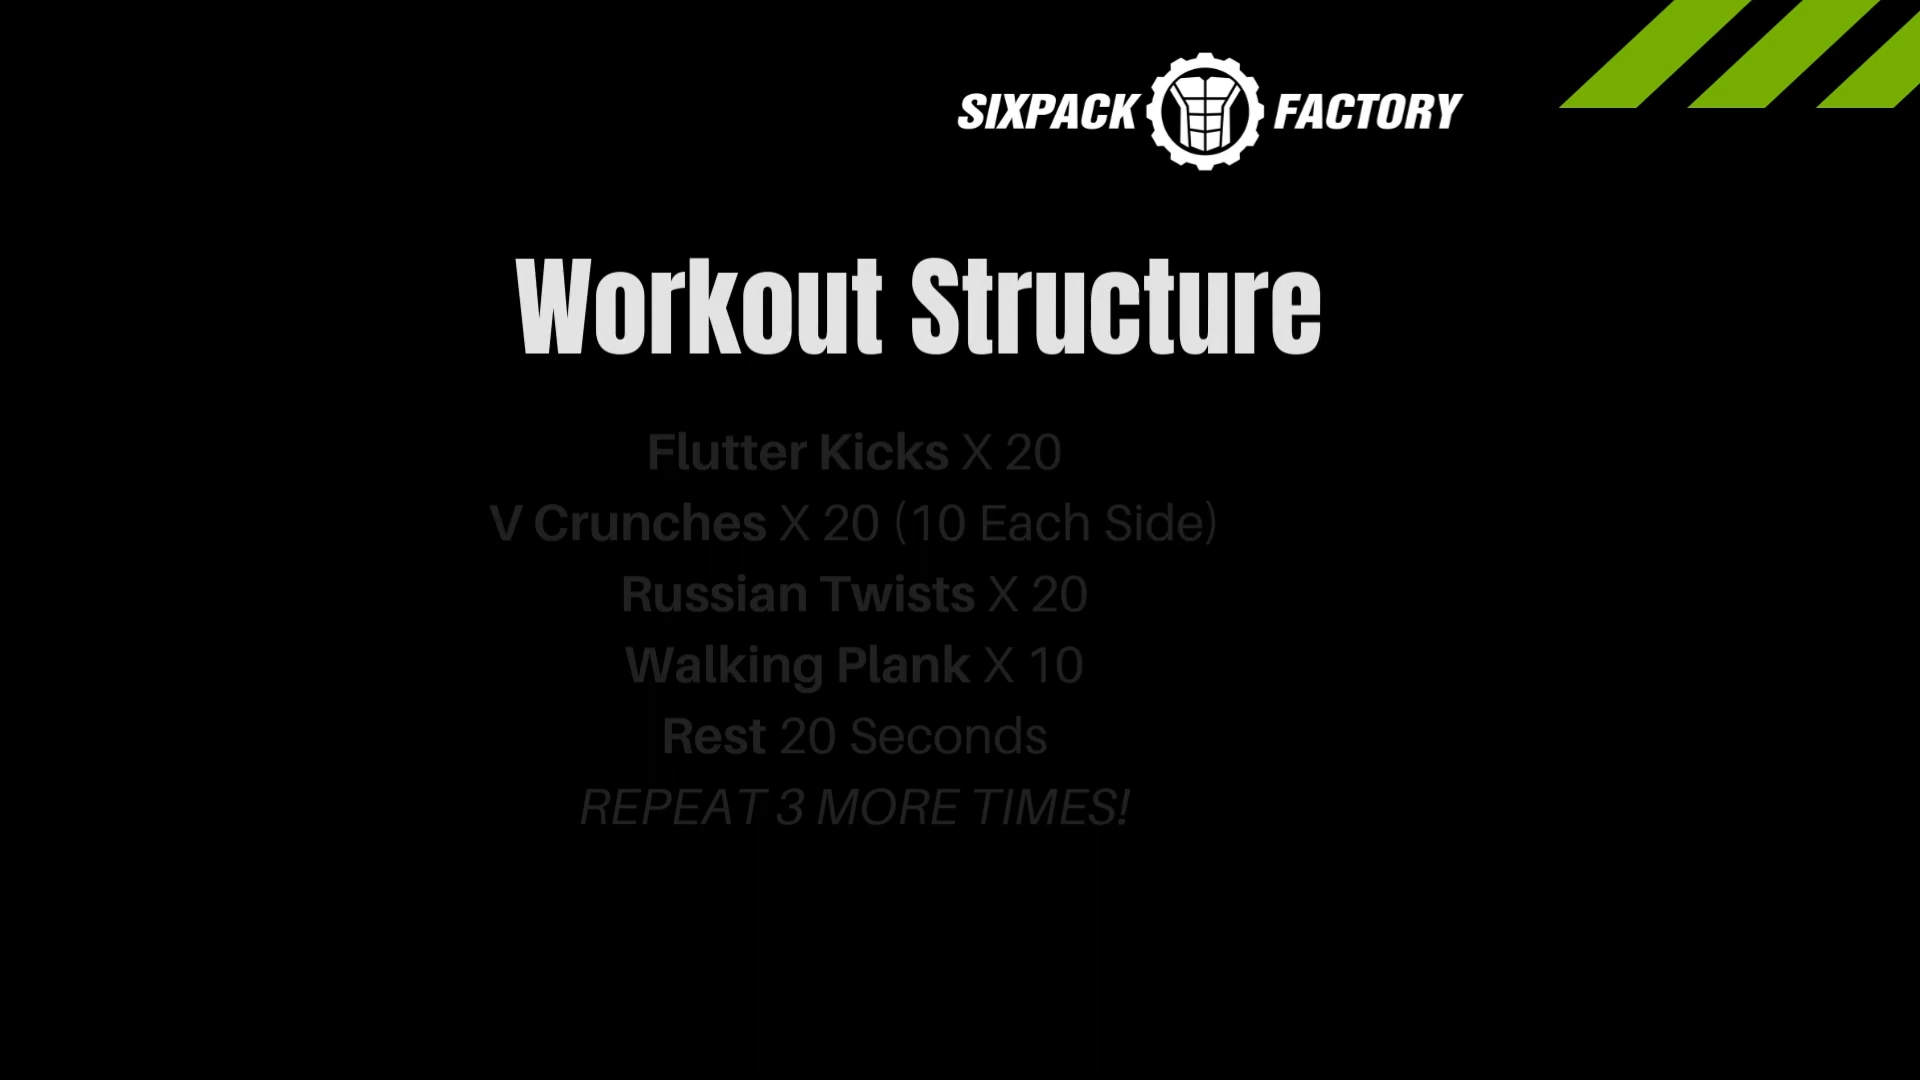 SIXPACK FACTORY
Workout Structure
Flutter Kicks X 20
V Crunches X 20 (10 Each Side)
Russian Twists X 20
Walking Plank X 10
Rest 20 Seconds
REPEAT 3 MORE TIMES!